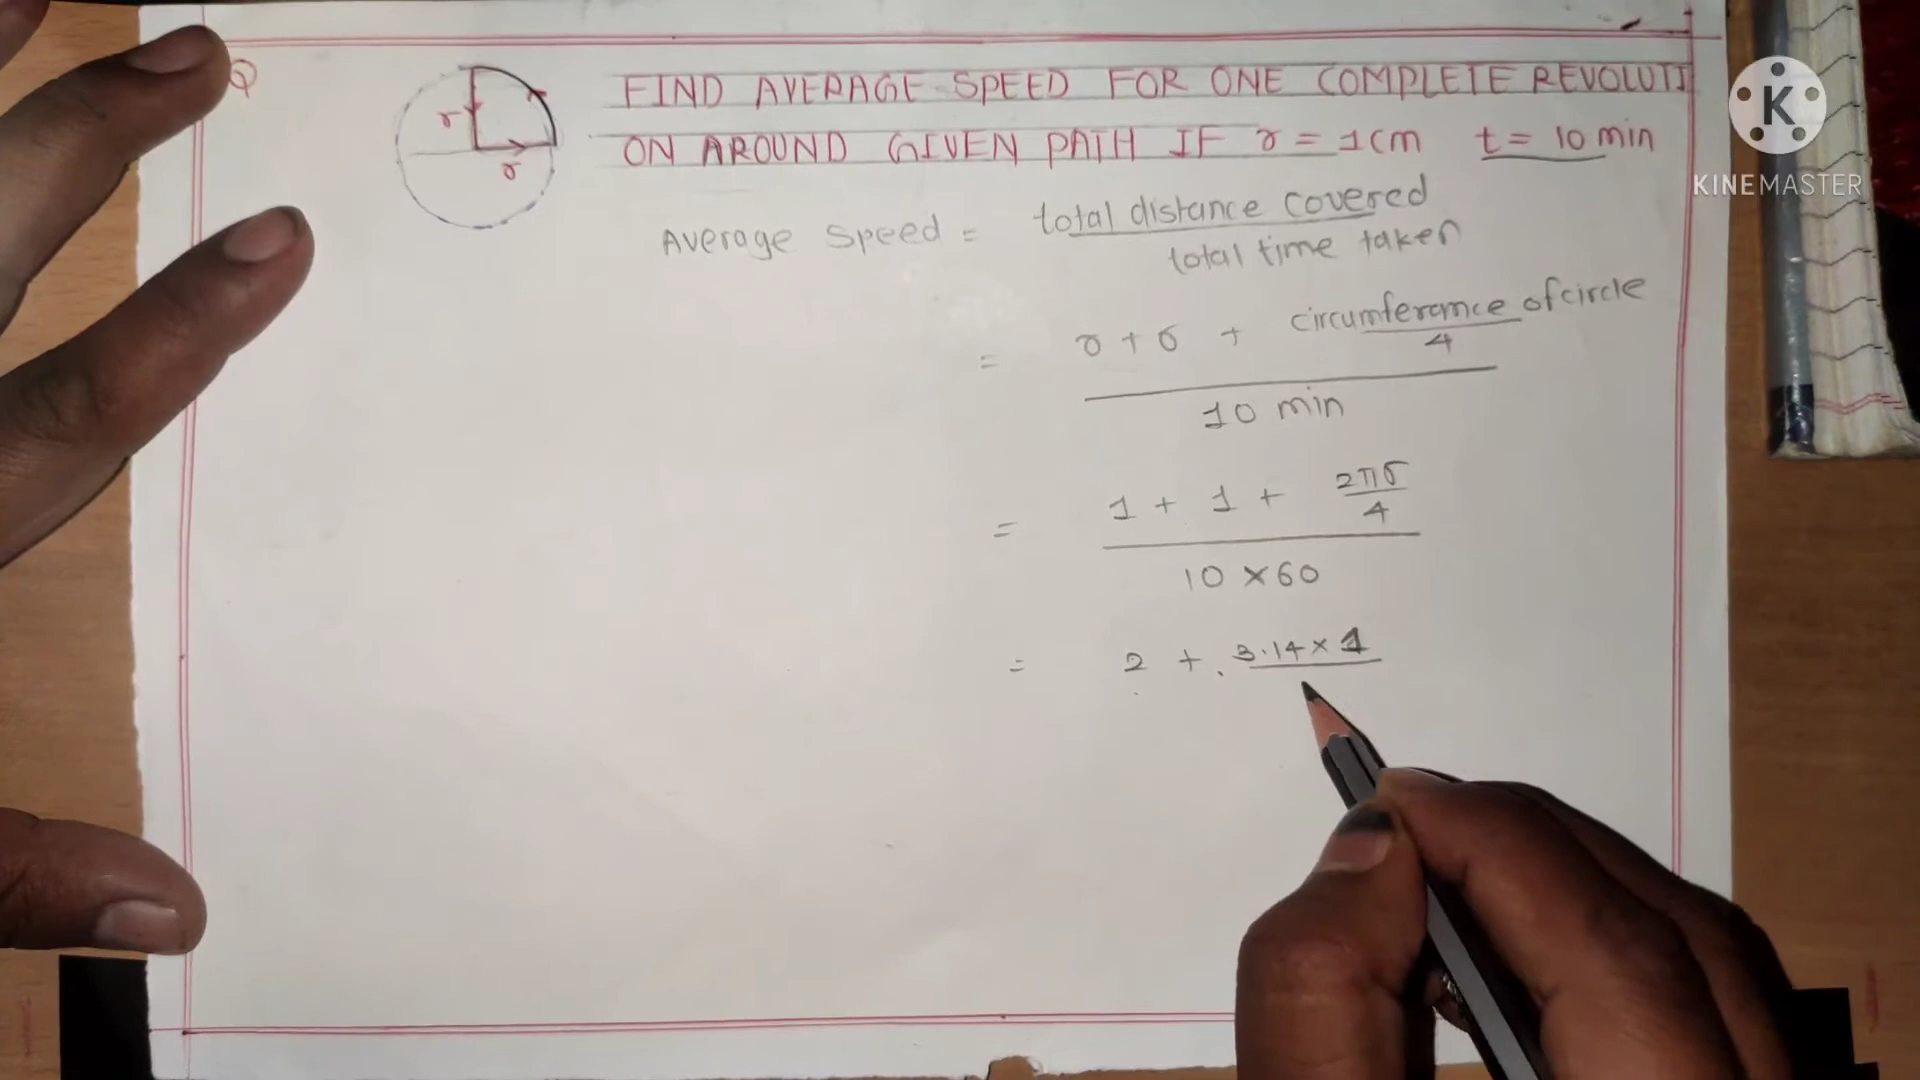 Q
FIND AVERAGE SPEED FOR ONE COMPLETE REVOLUTI
ON AROUND GIVEN PATH IF r = 1cm t = 10 min
r
r
K
KINEMASTER
Average speed = total distance covered
total time taken
= r + r + circumferance of circle
4
10 min
= 1 + 1 + 2πr
4
10 × 60
= 2 + 3.14 × 1